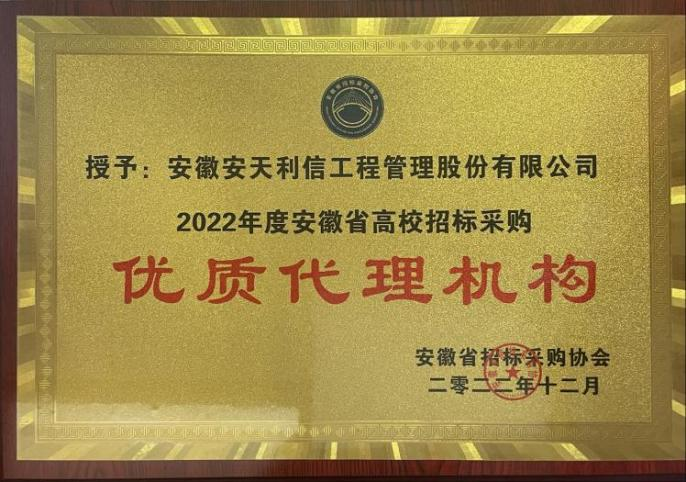 授予：安徽安天利信工程管理股份有限公司
2022年度安徽省高校招标采购
优质代理机构
安徽省招标采购协会
二零二二年十二月